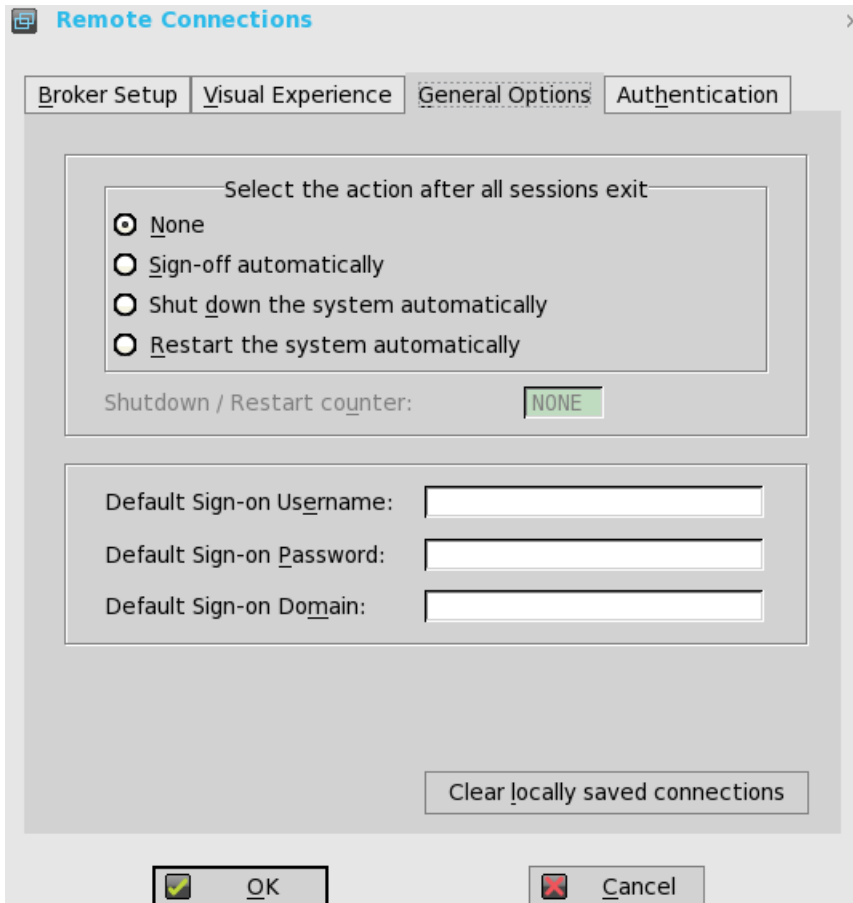 Remote Connections
Broker Setup Visual Experience General Options Authentication
Select the action after all sessions exit
None
Sign-off automatically
Shut down the system automatically
Restart the system automatically
Shutdown / Restart counter: NONE
Default Sign-on Username:
Default Sign-on Password:
Default Sign-on Domain:
Clear locally saved connections
OK Cancel